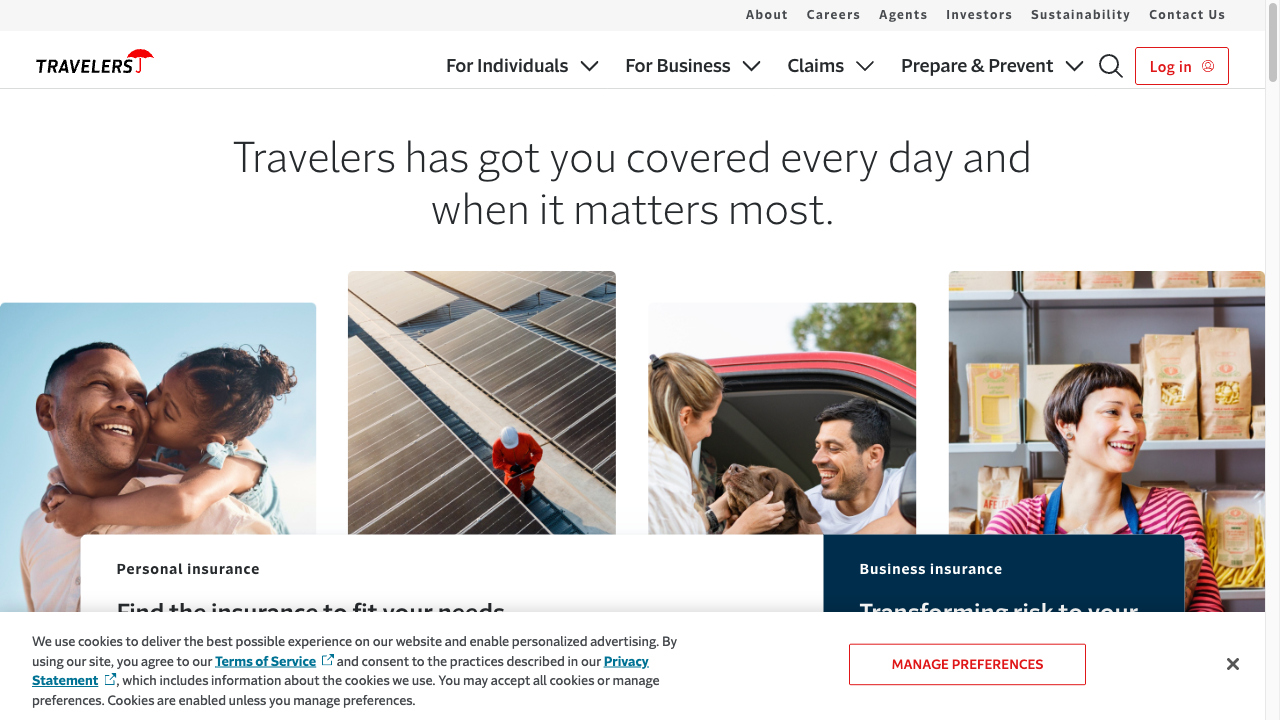 About Careers Agents Investors Sustainability Contact Us
TRAVELERS
For Individuals For Business Claims Prepare & Prevent Log in
Travelers has got you covered every day and
when it matters most.
Personal insurance
Find the insurance to fit your needs
Business insurance
Transforming risk to your
We use cookies to deliver the best possible experience on our website and enable personalized advertising. By
using our site, you agree to our Terms of Service and consent to the practices described in our Privacy
Statement , which includes information about the cookies we use. You may accept all cookies or manage
preferences. Cookies are enabled unless you manage preferences.
MANAGE PREFERENCES